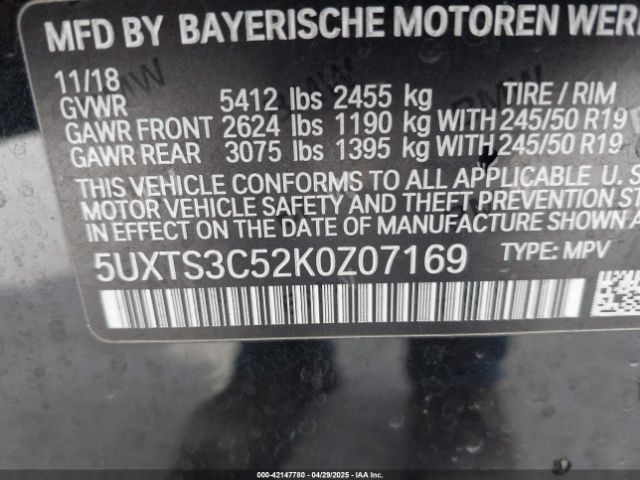 MFD BY BAYERISCHE MOTOREN WER
11/18
GVWR 5412 lbs 2455 kg TIRE / RIM
GAWR FRONT 2624 lbs 1190 kg WITH 245/50 R19
GAWR REAR 3075 lbs 1395 kg WITH 245/50 R19
THIS VEHICLE CONFORMS TO ALL APPLICABLE U.S
MOTOR VEHICLE SAFETY AND THEFT PREVENTION ST
IN EFFECT ON THE DATE OF MANUFACTURE SHOWN A
5UXTS3C52K0Z07169 TYPE: MPV
000-42147780 - 04/29/2025 - IAAI.COM